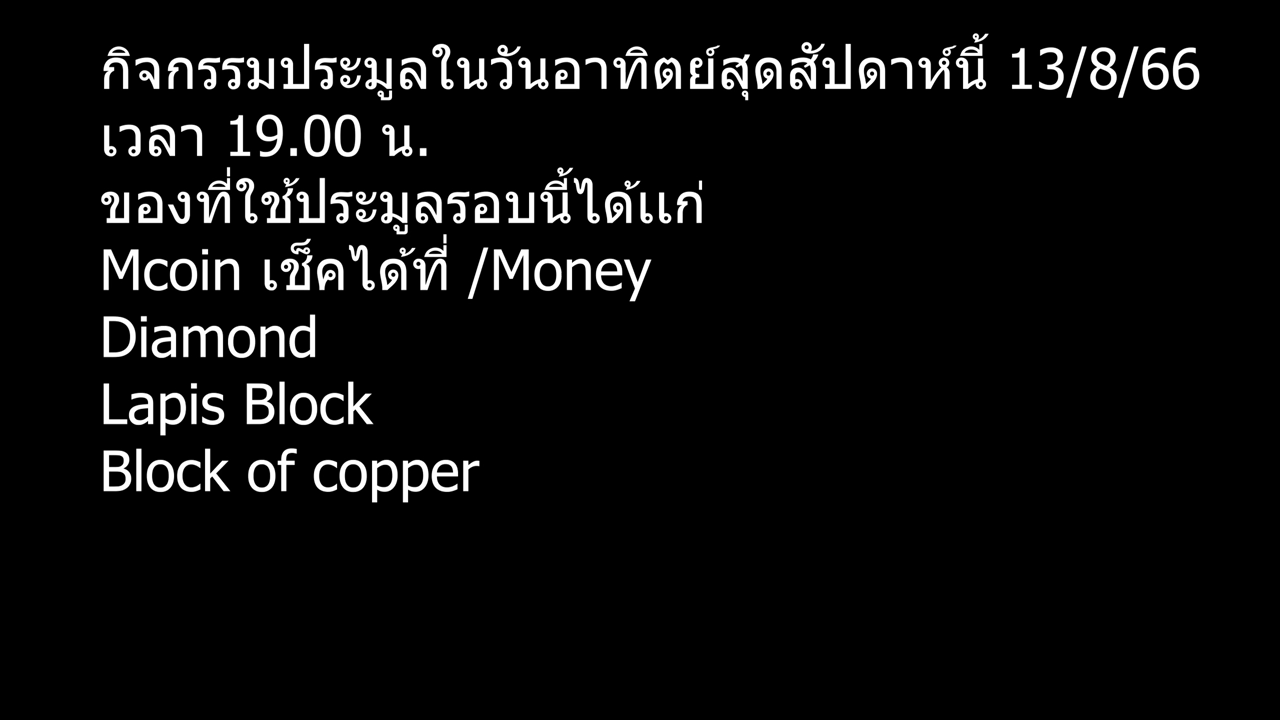 กิจกรรมประมูลในวันอาทิตย์สุดสัปดาห์นี้ 13/8/66
เวลา 19.00 น.
ของที่ใช้ประมูลรอบนี้ได้แก่
Mcoin เช็คได้ที่ /Money
Diamond
Lapis Block
Block of copper